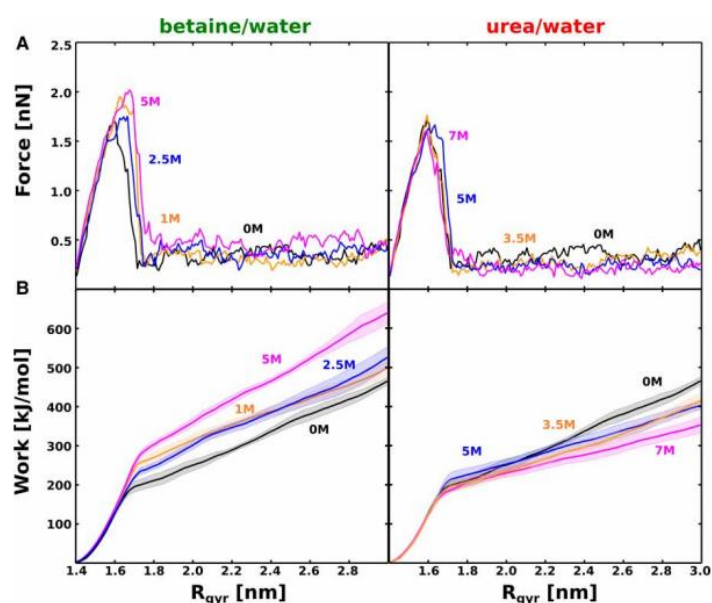 betaine/water
urea/water
A
2.5
2.0
1.5
1.0
0.5
Force [nN]
5M
2.5M
1M
0M
7M
5M
3.5M
0M
B
600
500
400
300
200
100
Work [kJ/mol]
5M
2.5M
1M
0M
0M
3.5M
5M
7M
1.4 1.6 1.8 2.0 2.2 2.4 2.6 2.8
1.6 1.8 2.0 2.2 2.4 2.6 2.8 3.0
Rgyr [nm]
Rgyr [nm]